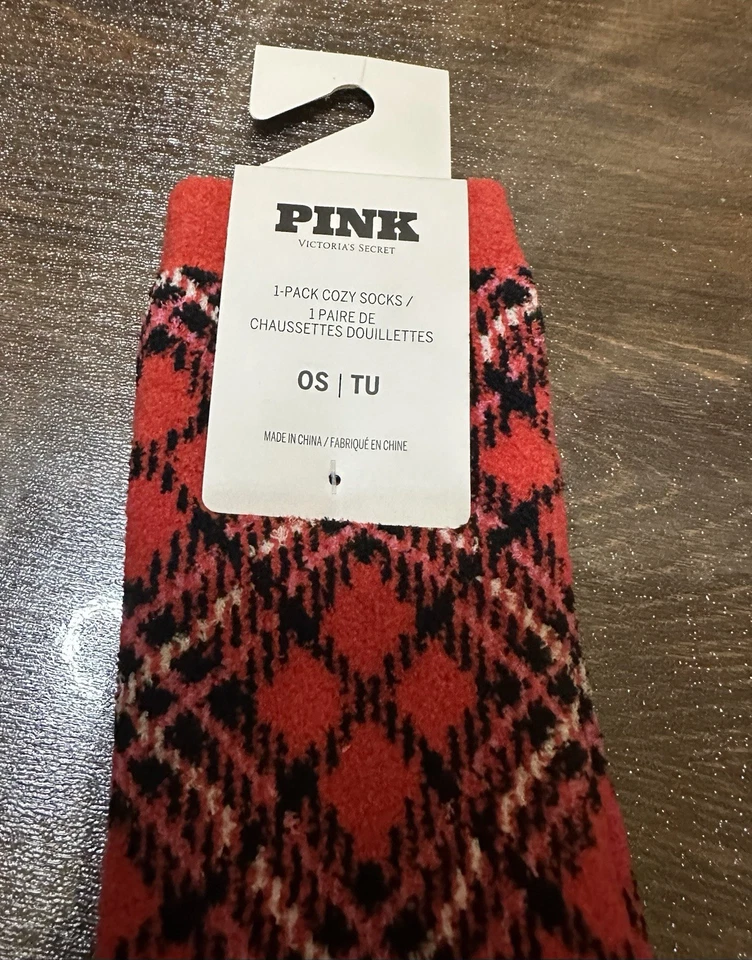 PINK
VICTORIA'S SECRET
1-PACK COZY SOCKS /
1 PAIRE DE
CHAUSSETTES DOUILLETTES
OS | TU
MADE IN CHINA / FABRIQUÉ EN CHINE